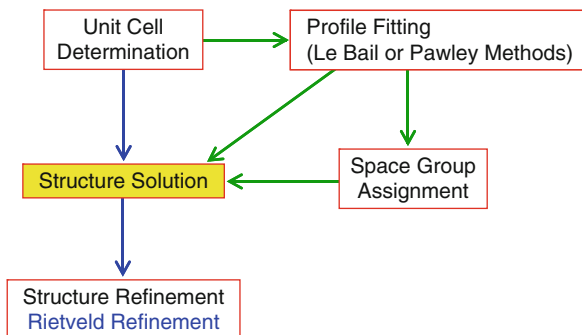 Unit Cell
Determination
Profile Fitting
(Le Bail or Pawley Methods)
Structure Solution
Space Group
Assignment
Structure Refinement
Rietveld Refinement